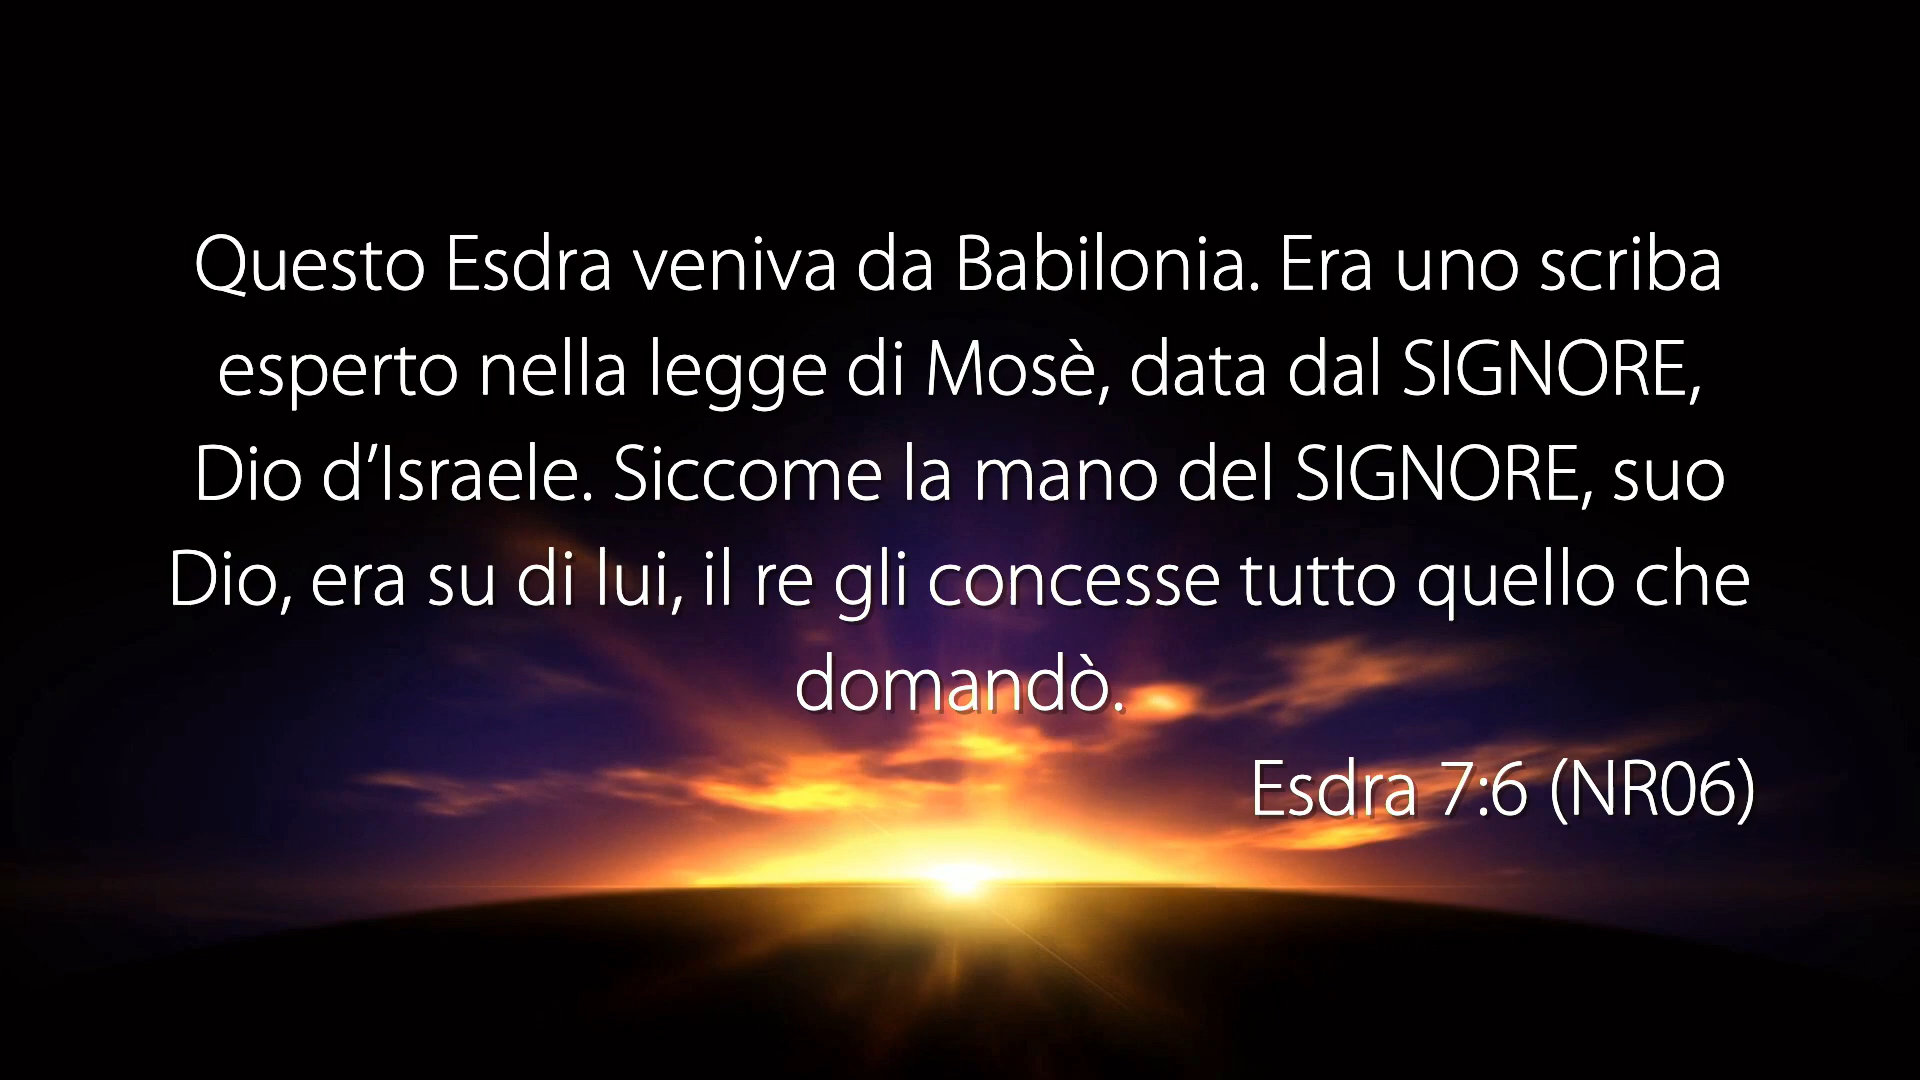 Questo Esdra veniva da Babilonia. Era uno scriba
esperto nella legge di Mosè, data dal SIGNORE,
Dio d’Israele. Siccome la mano del SIGNORE, suo
Dio, era su di lui, il re gli concesse tutto quello che
domandò.
Esdra 7:6 (NR06)